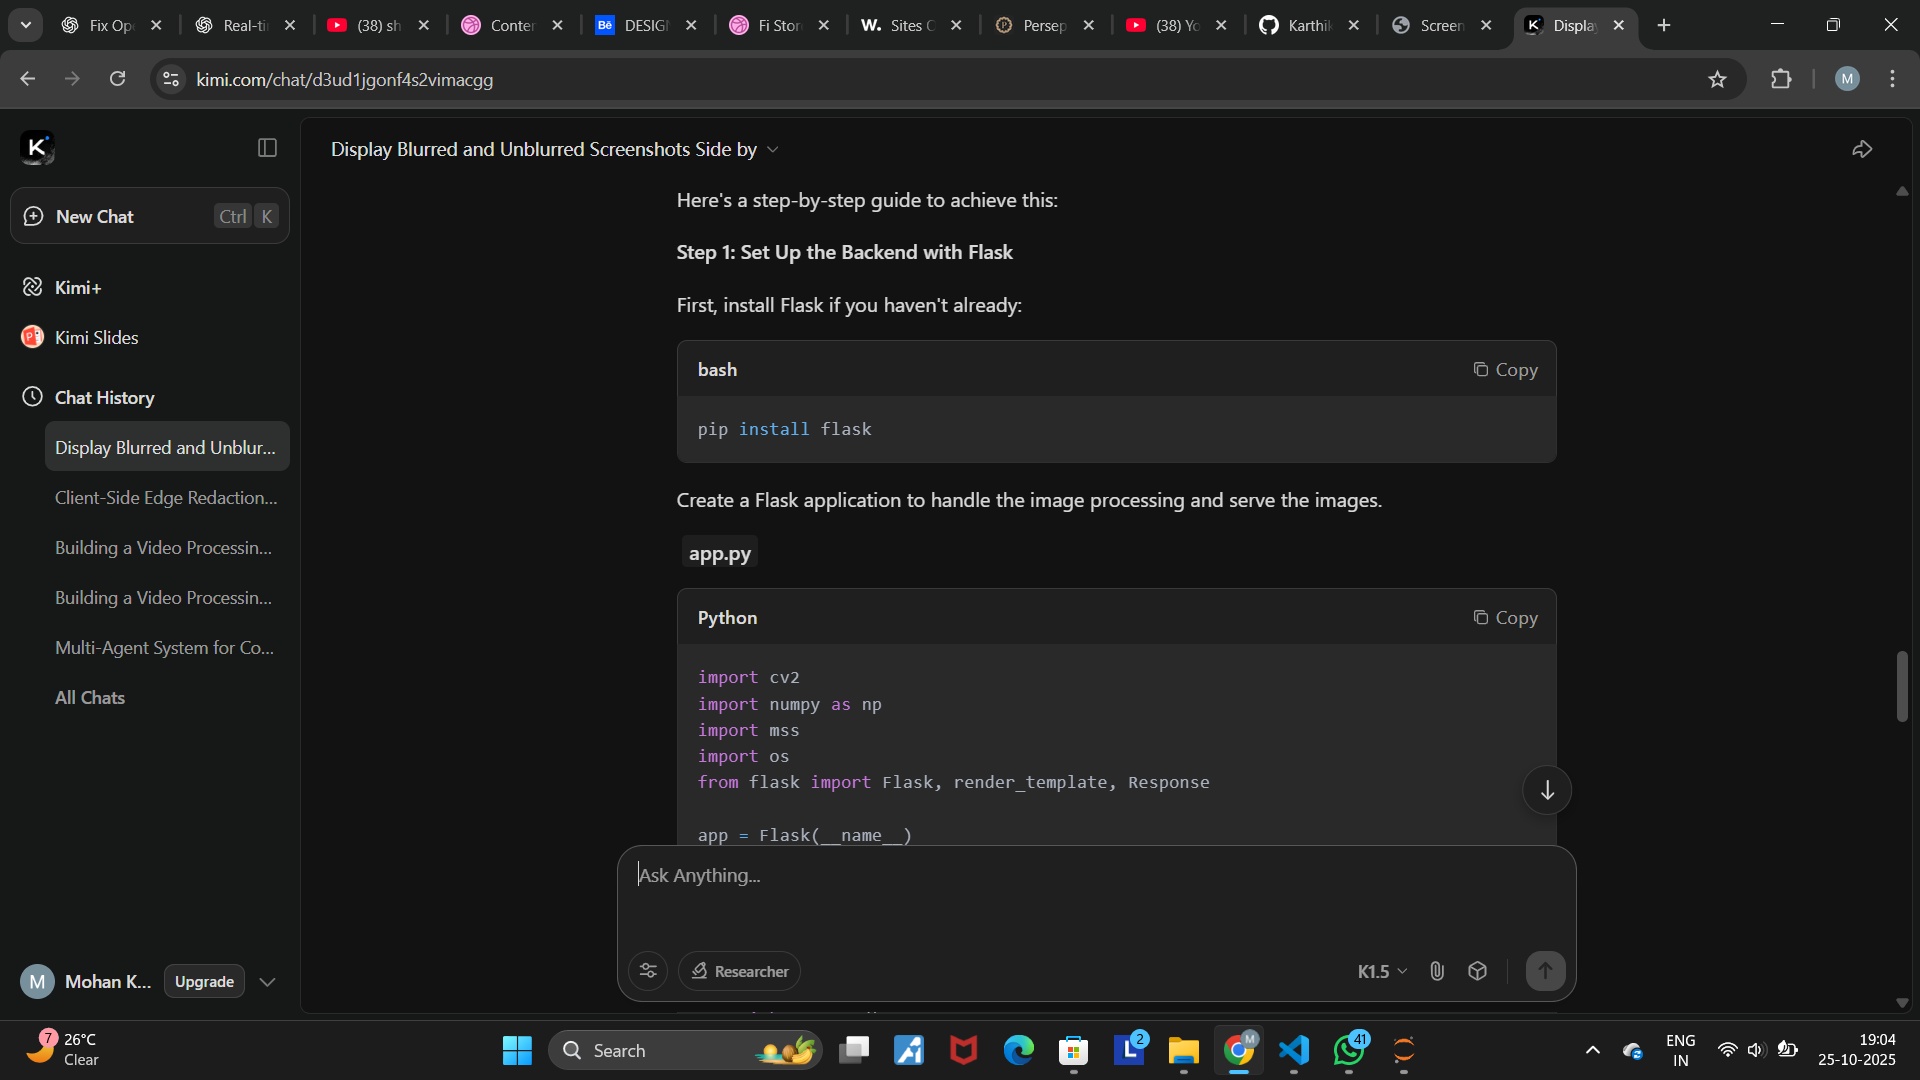 Fix Op
Real-ti
(38) sh
Conter
Bē DESIG
Fi Stor
W. Sites
Persep
(38) Yo
Karthik
Screen
K Displa
kimi.com/chat/d3ud1jgonf4s2vimacgg
M
K
Display Blurred and Unblurred Screenshots Side by
New Chat Ctrl K
Kimi+
Kimi Slides
Chat History
Display Blurred and Unblur...
Client-Side Edge Redaction...
Building a Video Processin...
Building a Video Processin...
Multi-Agent System for Co...
All Chats
Here's a step-by-step guide to achieve this:
Step 1: Set Up the Backend with Flask
First, install Flask if you haven't already:
bash Copy
pip install flask
Create a Flask application to handle the image processing and serve the images.
app.py
Python Copy
import cv2
import numpy as np
import mss
import os
from flask import Flask, render_template, Response
app = Flask(__name__)
Ask Anything...
Researcher
K1.5
M Mohan K... Upgrade
7
26°C
Clear
Search
L 2
M
41
ENG
IN
19:04
25-10-2025